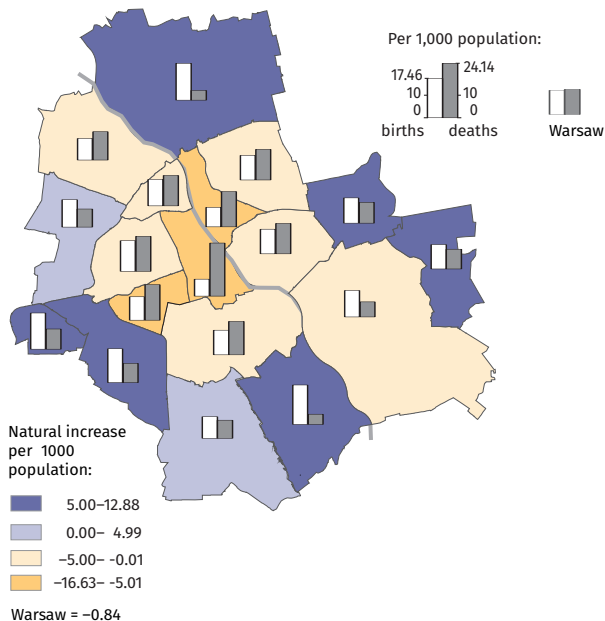 Per 1,000 population:
17.46
24.14
10
10
0
0
births
deaths
Warsaw
Natural increase
per 1000
population:
5.00–12.88
0.00– 4.99
–5.00– -0.01
–16.63– -5.01
Warsaw = –0.84